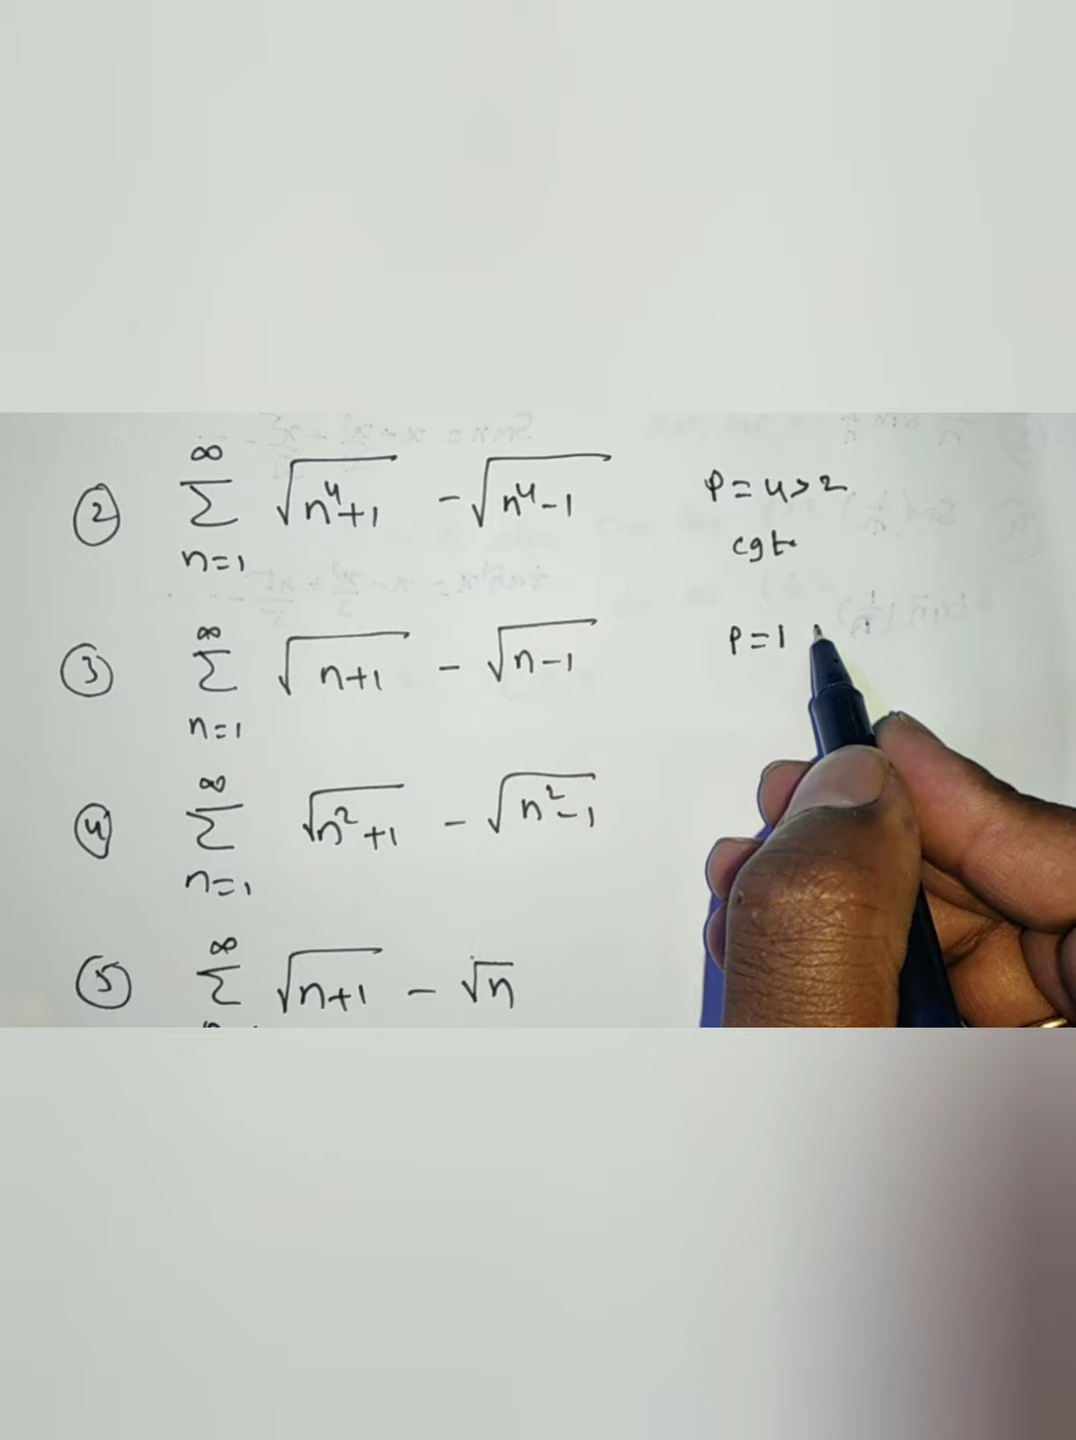 ② ∞ ∑ n=1 √(n⁴+1) - √(n⁴-1) P=4>2
cgt.
③ ∞ ∑ n=1 √(n+1) - √(n-1) P=1
④ ∞ ∑ n=1 √(n²+1) - √(n²-1)
⑤ ∞ ∑ √(n+1) - √n